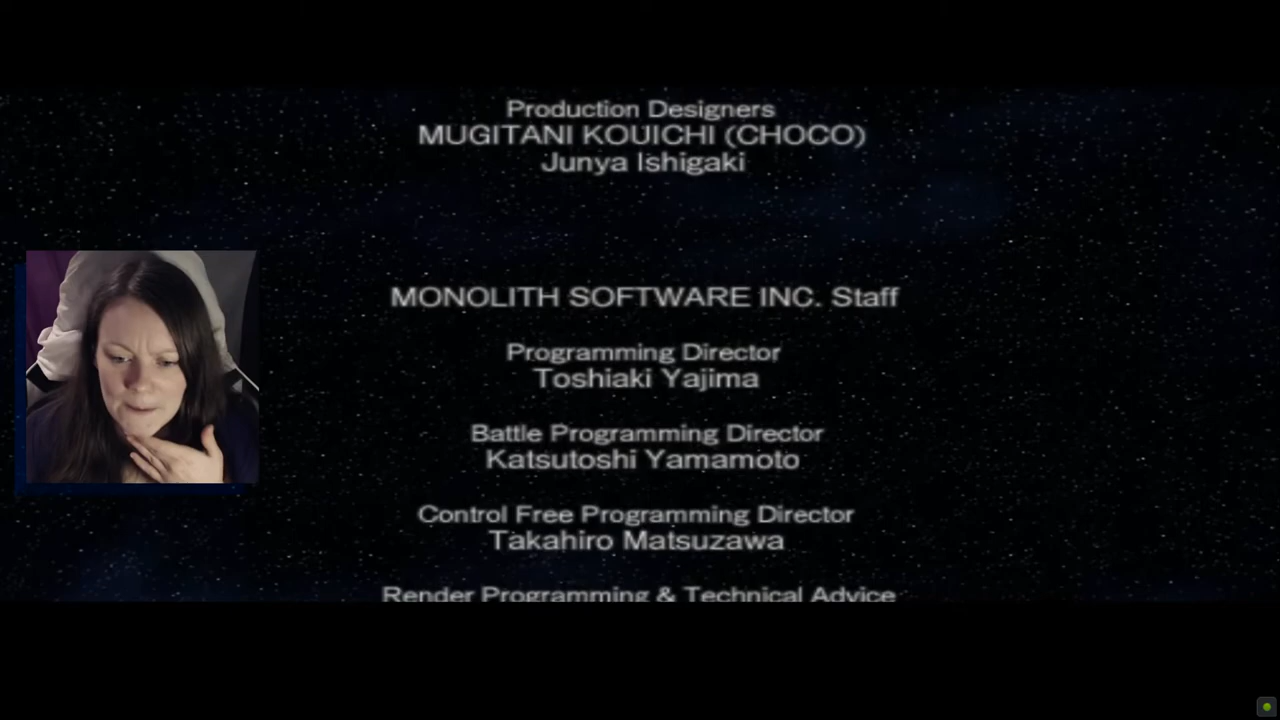 Production Designers
MUGITANI KOUICHI (CHOCO)
Junya Ishigaki
MONOLITH SOFTWARE INC. Staff
Programming Director
Toshiaki Yajima
Battle Programming Director
Katsutoshi Yamamoto
Control Free Programming Director
Takahiro Matsuzawa
Render Programming & Technical Advice